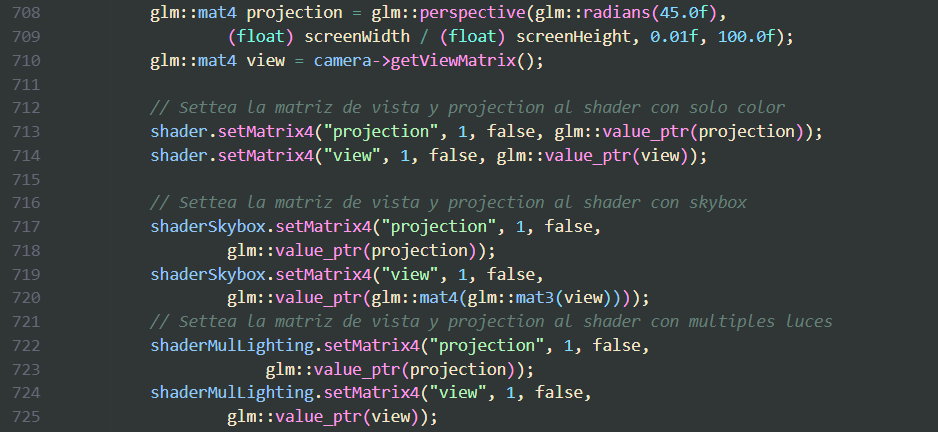 708 glm::mat4 projection = glm::perspective(glm::radians(45.0f),
709 (float) screenWidth / (float) screenHeight, 0.01f, 100.0f);
710 glm::mat4 view = camera->getViewMatrix();
711
712 // Settea la matriz de vista y projection al shader con solo color
713 shader.setMatrix4("projection", 1, false, glm::value_ptr(projection));
714 shader.setMatrix4("view", 1, false, glm::value_ptr(view));
715
716 // Settea la matriz de vista y projection al shader con skybox
717 shaderSkybox.setMatrix4("projection", 1, false,
718 glm::value_ptr(projection));
719 shaderSkybox.setMatrix4("view", 1, false,
720 glm::value_ptr(glm::mat4(glm::mat3(view))));
721 // Settea la matriz de vista y projection al shader con multiples luces
722 shaderMulLighting.setMatrix4("projection", 1, false,
723 glm::value_ptr(projection));
724 shaderMulLighting.setMatrix4("view", 1, false,
725 glm::value_ptr(view));